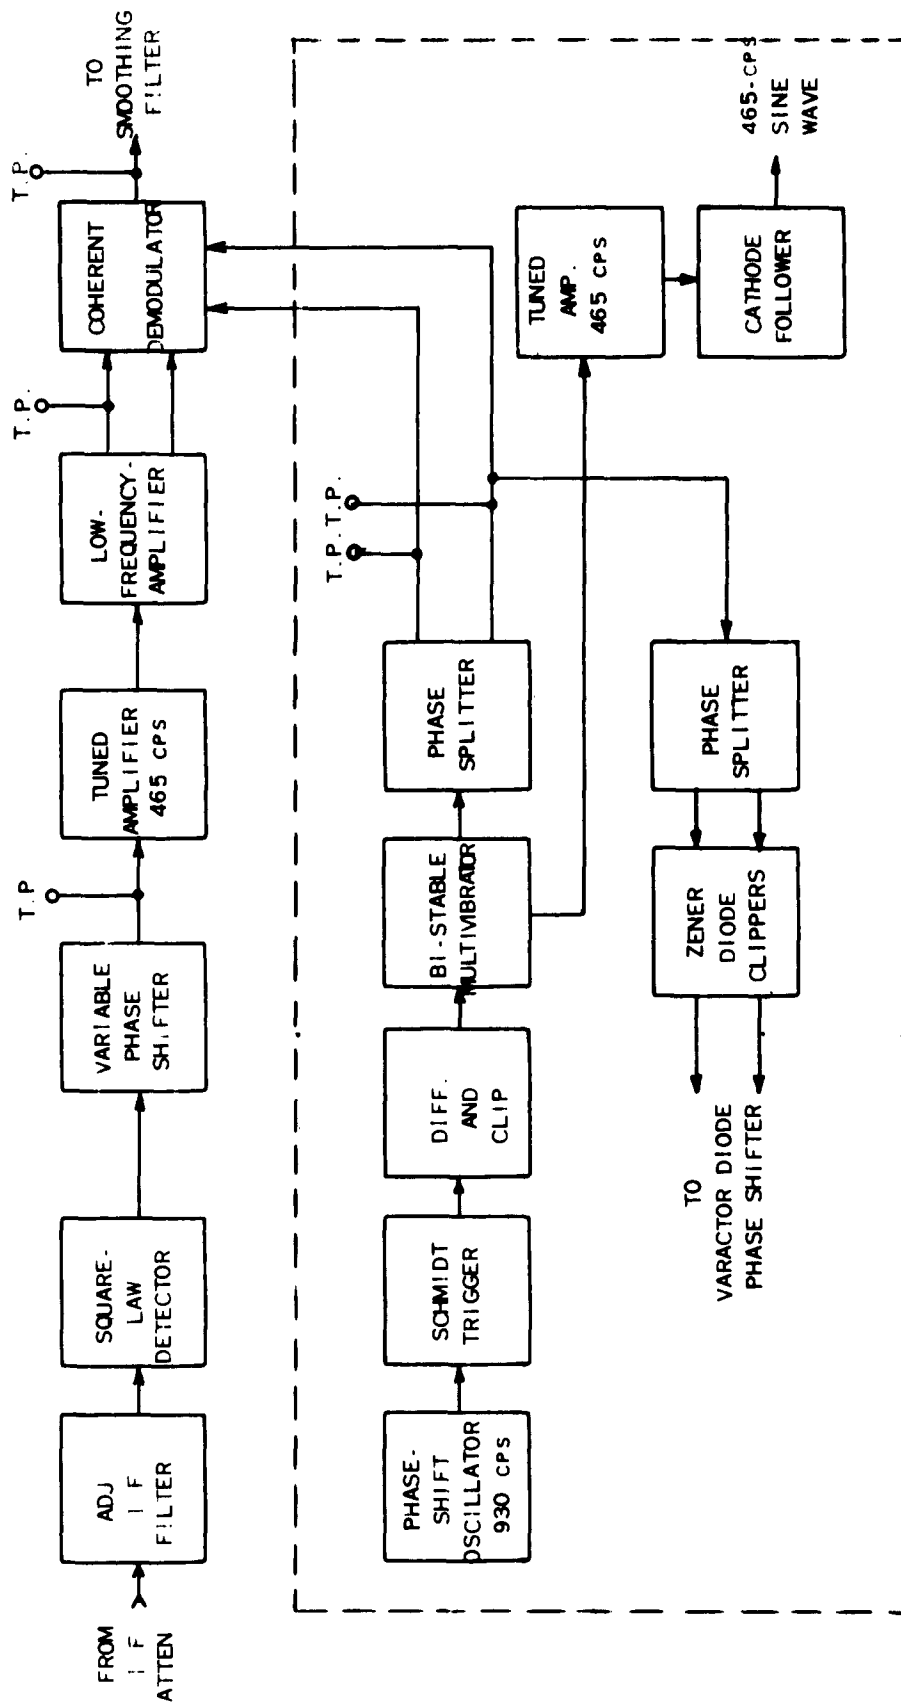 FROM
I F
ATTEN
ADJ
I F
FILTER
SQUARE-
LAW
DETECTOR
VARIABLE
PHASE
SHIFTER
T.P
TUNED
AMPLIFIER
465 CPS
LOW-
FREQUENCY-
AMPLIFIER
T.P.
COHERENT
DEMODULATOR
T.P.
TO
SMOOTHING
FILTER
PHASE-
SHIFT
OSCILLATOR
930 CPS
SCHMIDT
TRIGGER
DIFF.
AND
CLIP
BI-STABLE
MULTIVIBRATOR
PHASE
SPLITTER
T.P.
T.P.
TUNED
AMP.
465 CPS
CATHODE
FOLLOWER
465-CPS
SINE
WAVE
PHASE
SPLITTER
ZENER
DIODE
CLIPPERS
TO
VARACTOR DIODE
PHASE SHIFTER